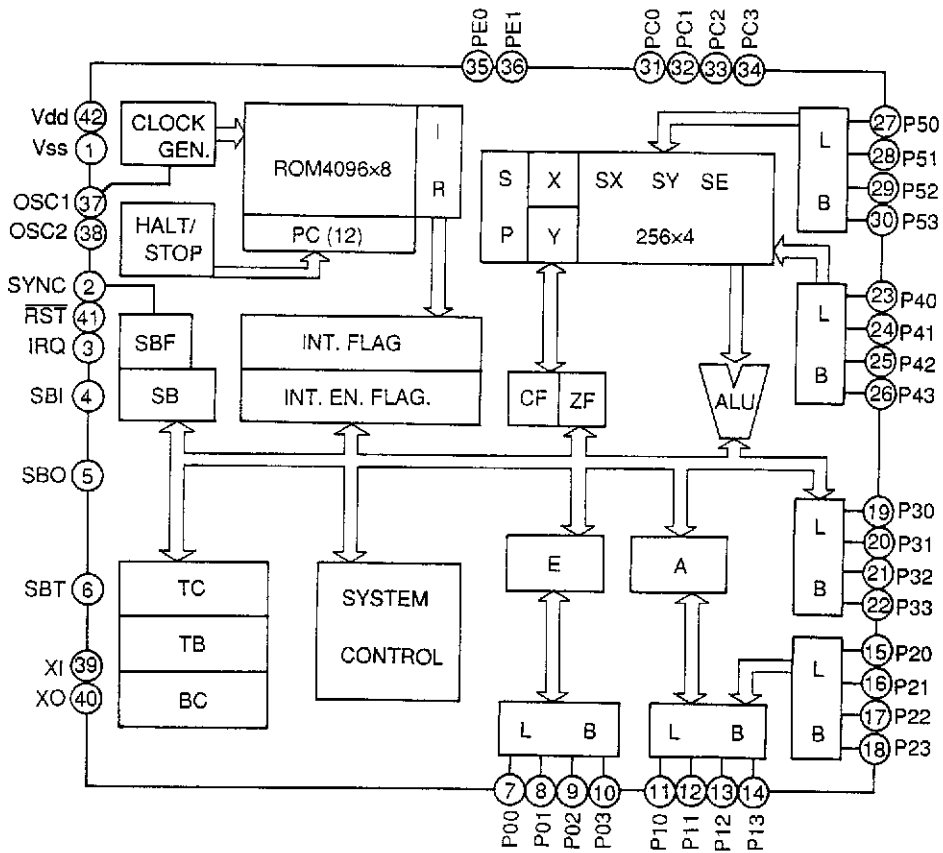 PE0
PE1
PC0
PC1
PC2
PC3
35
36
31
32
33
34
Vdd
42
Vss
1
OSC1
37
OSC2
38
SYNC
2
RST
41
IRQ
3
SBI
4
SBO
5
SBT
6
XI
39
XO
40
CLOCK
GEN.
HALT/
STOP
ROM4096×8
I
R
PC (12)
S
P
X
Y
SX SY SE
256×4
L
B
27
P50
28
P51
29
P52
30
P53
L
B
23
P40
24
P41
25
P42
26
P43
SBF
SB
INT. FLAG
INT. EN. FLAG.
CF
ZF
ALU
L
B
19
P30
20
P31
21
P32
22
P33
TC
TB
BC
SYSTEM
CONTROL
E
A
L
B
15
P20
16
P21
17
P22
18
P23
L B
L B
7
8
9
10
11
12
13
14
P00
P01
P02
P03
P10
P11
P12
P13